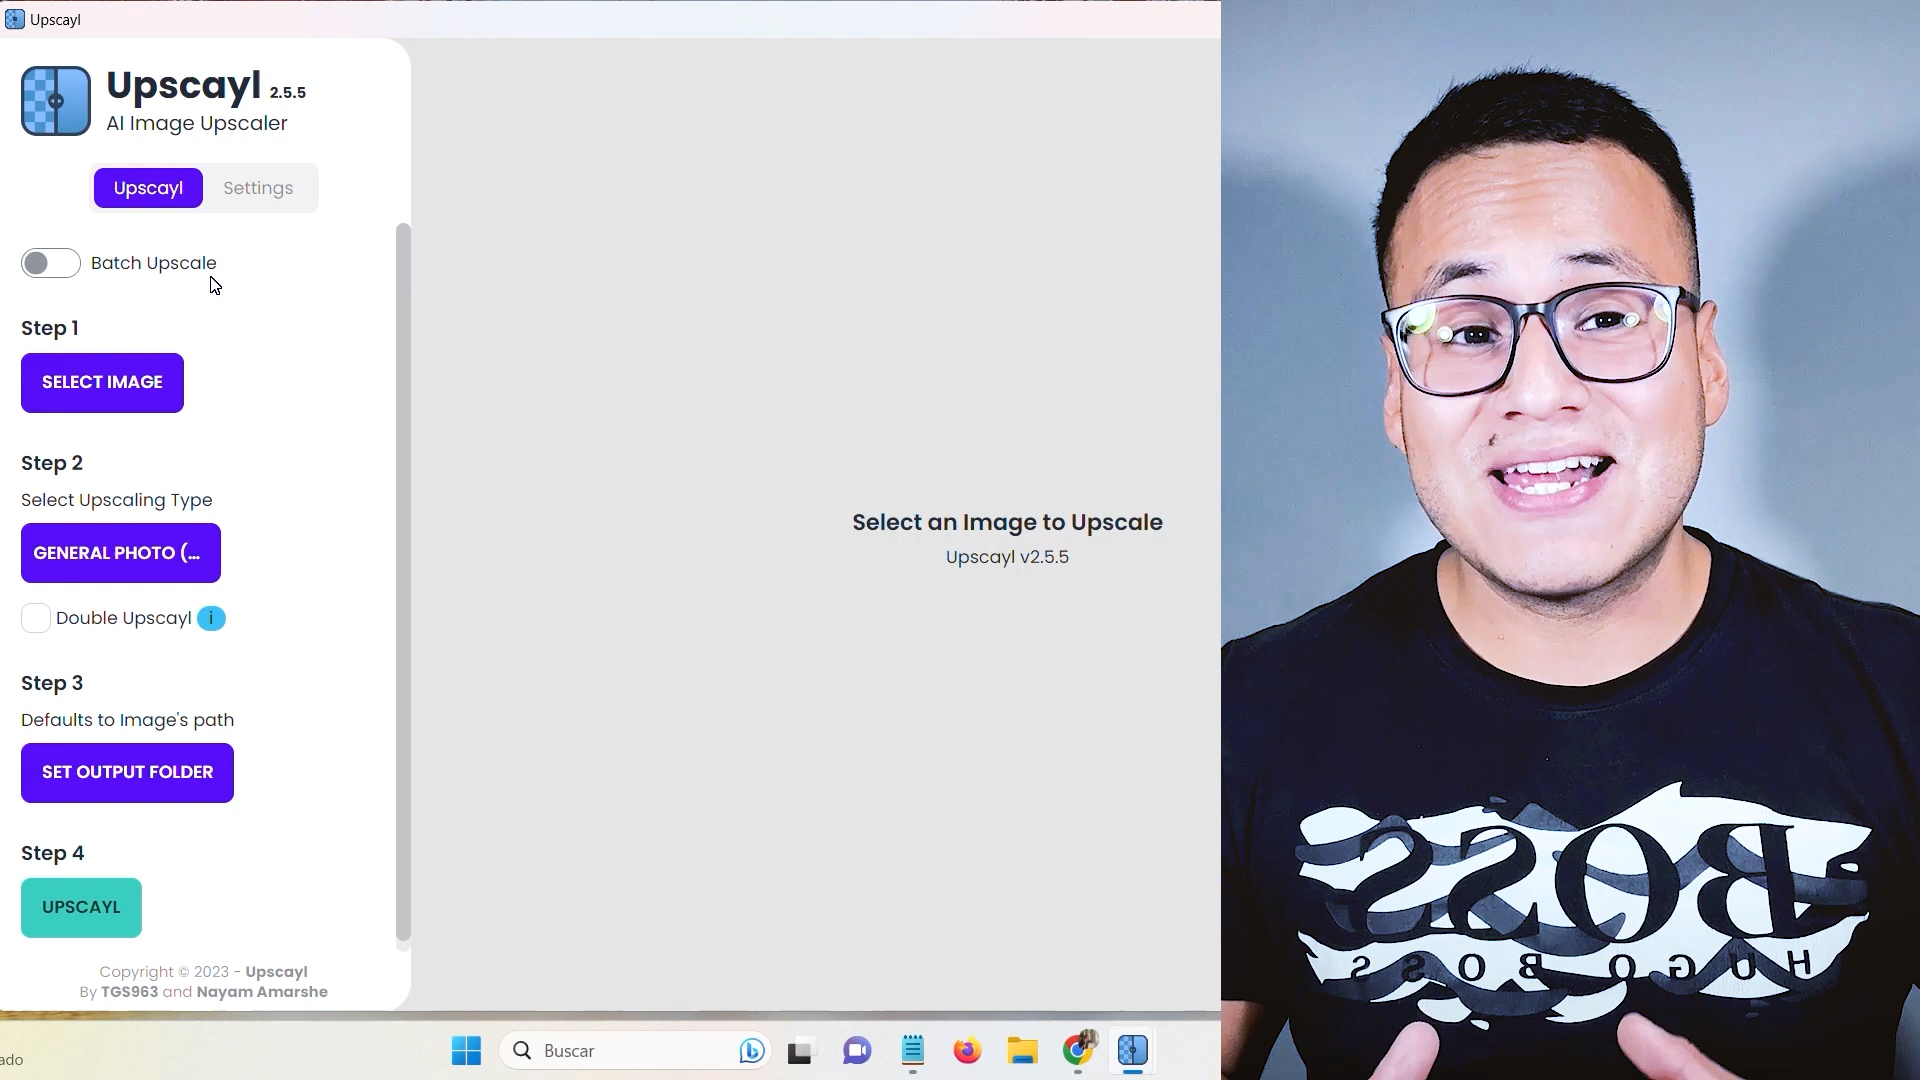 Upscayl
Upscayl 2.5.5
AI Image Upscaler
Upscayl Settings
Batch Upscale
Step 1
SELECT IMAGE
Step 2
Select Upscaling Type
GENERAL PHOTO (...
Double Upscayl i
Step 3
Defaults to Image's path
SET OUTPUT FOLDER
Step 4
UPSCAYL
Copyright © 2023 - Upscayl
By TGS963 and Nayam Amarshe
Select an Image to Upscale
Upscayl v2.5.5
ado
Buscar
BOSS
HUGO BOSS